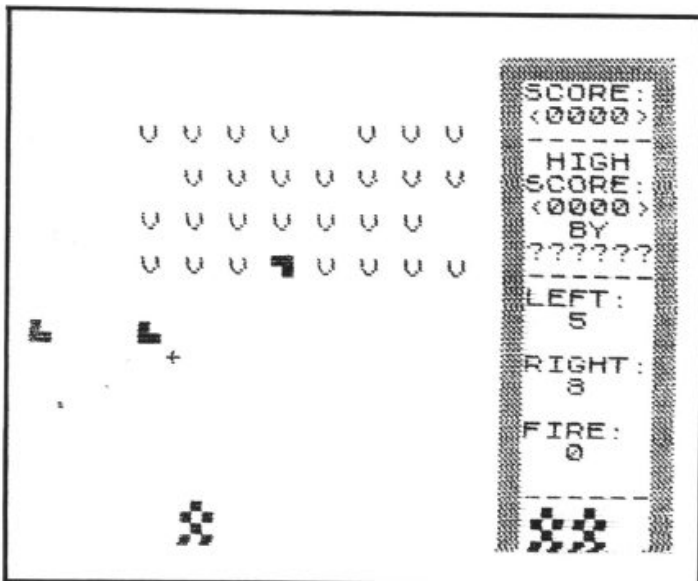 SCORE:
<0000>
HIGH
SCORE:
<0000>
BY
??????
LEFT:
5
RIGHT:
8
FIRE:
0